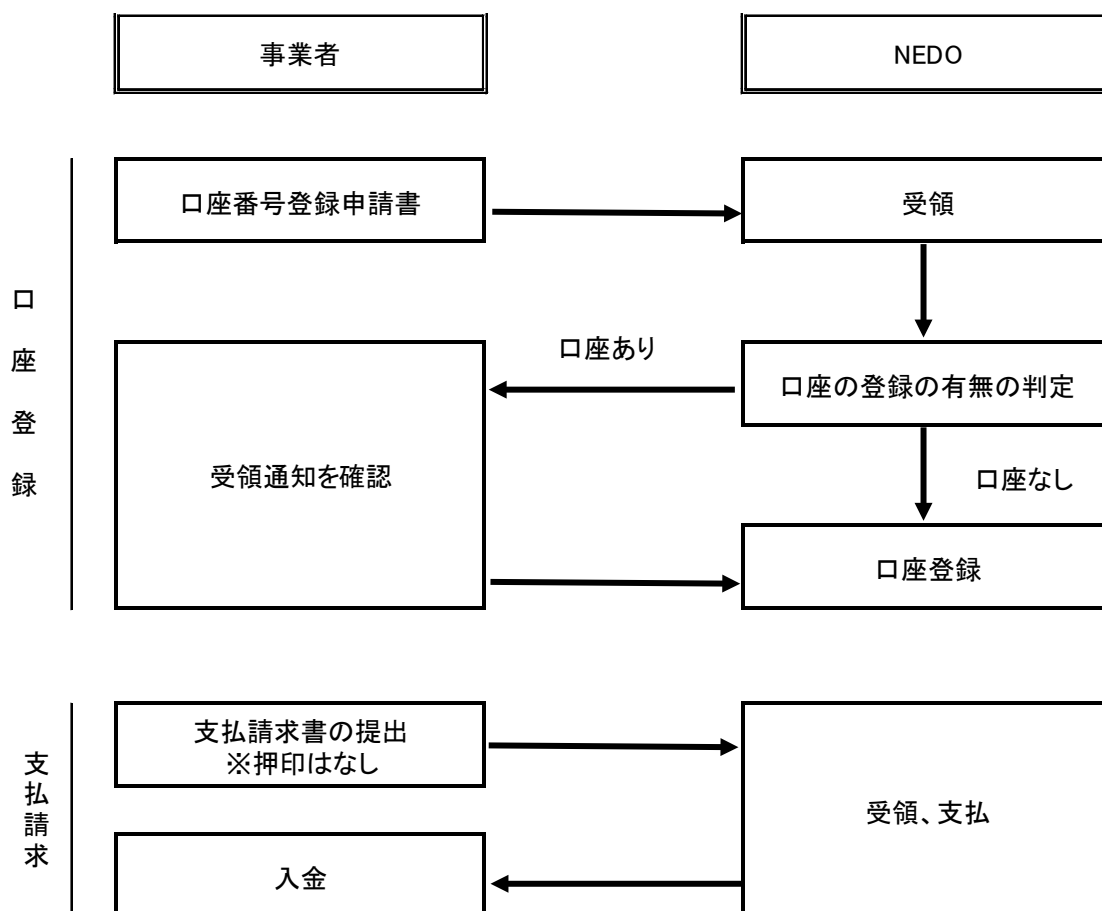 事業者
NEDO
口座登録
口座番号登録申請書
受領
口座あり
口座の登録の有無の判定
受領通知を確認
口座なし
口座登録
支払請求
支払請求書の提出
※押印はなし
受領、支払
入金